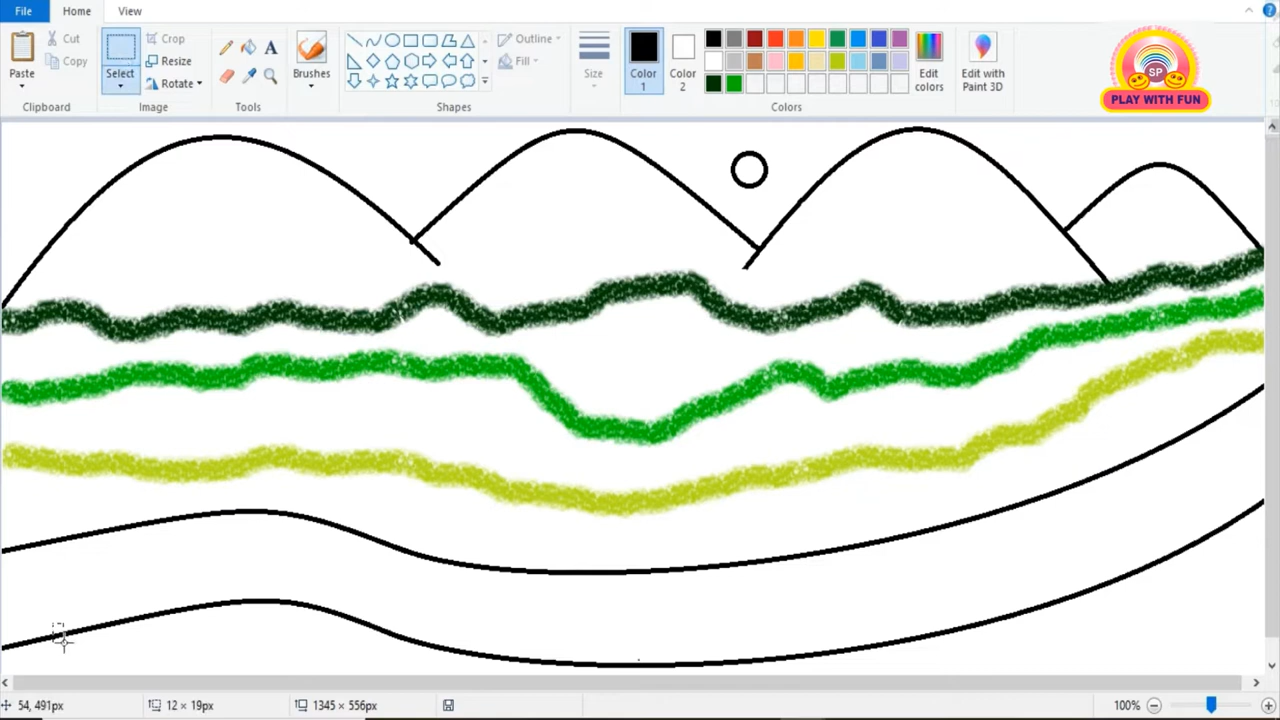 File Home View
Paste
Cut
Copy
Clipboard
Select
Crop
Resize
Rotate
Image
Tools
Brushes
Outline
Fill
Shapes
Size
Color
1
Color
2
Edit
colors
Colors
Edit with
Paint 3D
SP
PLAY WITH FUN
54, 491px 12 × 19px 1345 × 556px 100%